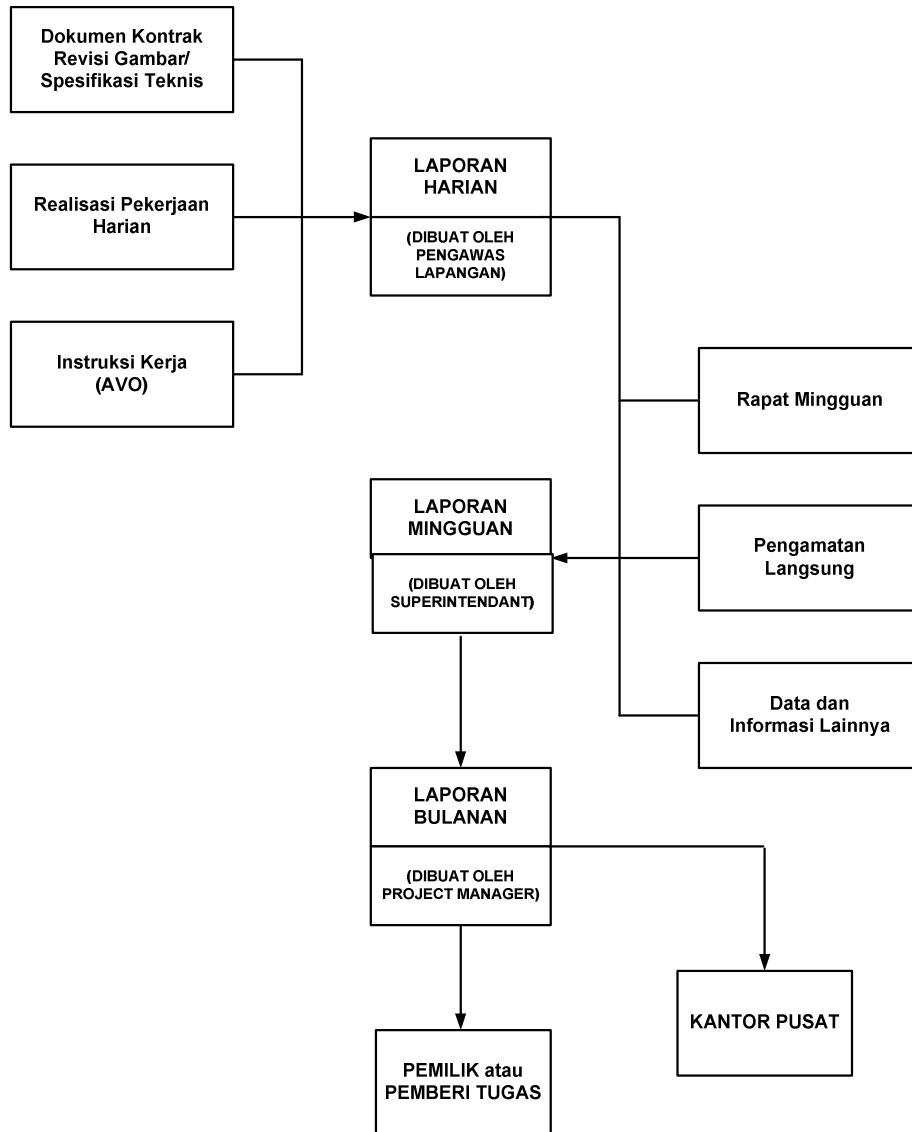 Dokumen Kontrak
Revisi Gambar/
Spesifikasi Teknis
Realisasi Pekerjaan
Harian
Instruksi Kerja
(AVO)
LAPORAN
HARIAN
(DIBUAT OLEH
PENGAWAS
LAPANGAN)
Rapat Mingguan
Pengamatan
Langsung
Data dan
Informasi Lainnya
LAPORAN
MINGGUAN
(DIBUAT OLEH
SUPERINTENDANT)
LAPORAN
BULANAN
(DIBUAT OLEH
PROJECT MANAGER)
KANTOR PUSAT
PEMILIK atau
PEMBERI TUGAS